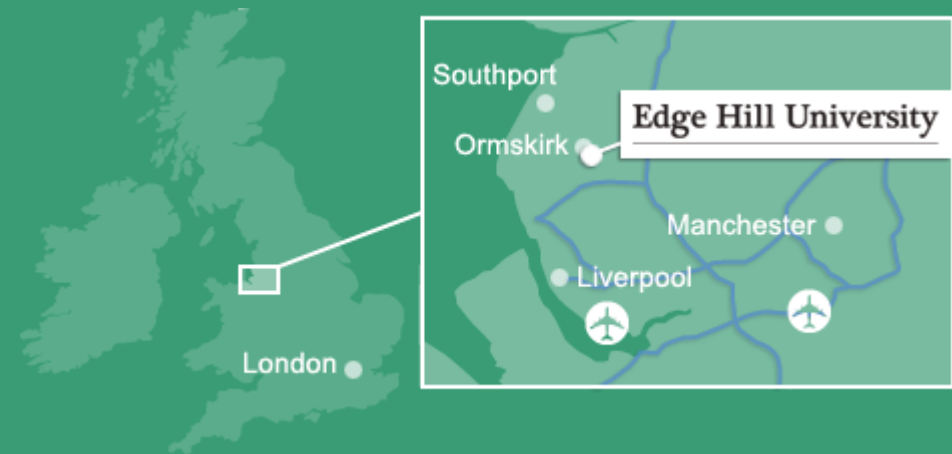 Southport
Edge Hill University
Ormskirk
Manchester
Liverpool
London